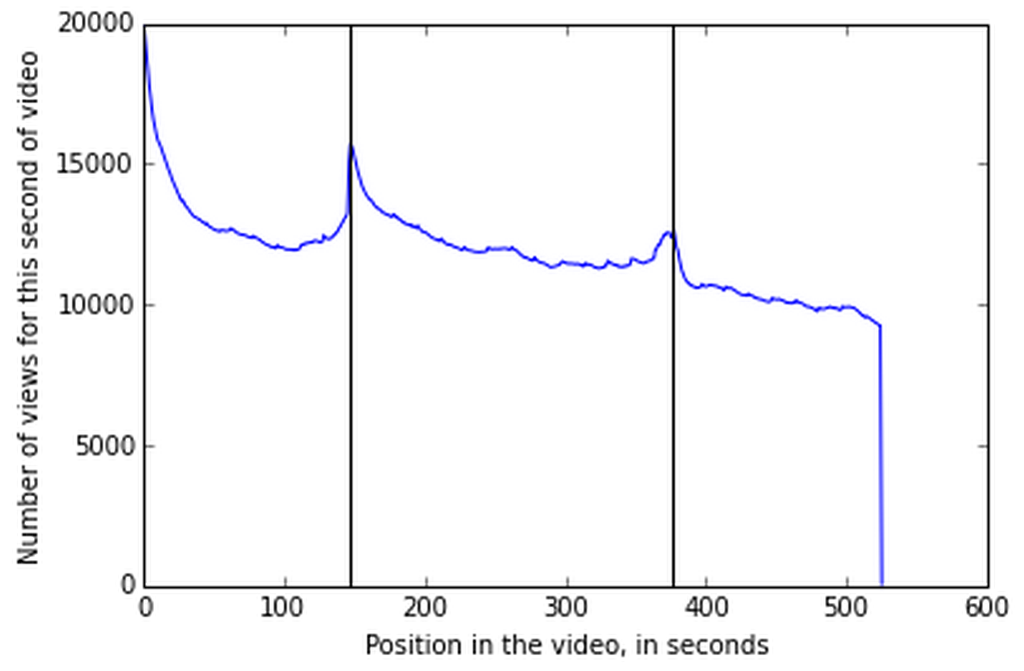 Number of views for this second of video
20000
15000
10000
5000
0
0 100 200 300 400 500 600
Position in the video, in seconds